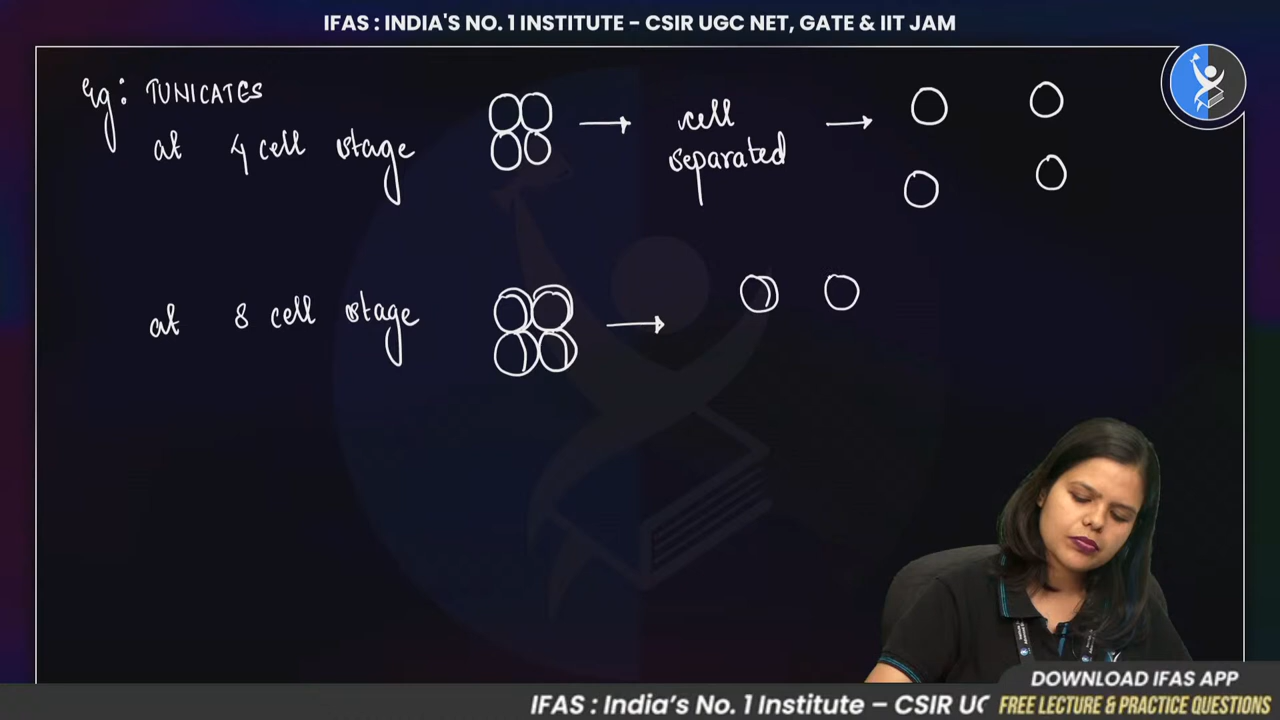 IFAS : INDIA'S NO. 1 INSTITUTE - CSIR UGC NET, GATE & IIT JAM
Eg: TUNICATES
at 4 cell stage
cell
separated
at 8 cell stage
DOWNLOAD IFAS APP
IFAS : India's No. 1 Institute – CSIR UG
FREE LECTURE & PRACTICE QUESTIONS